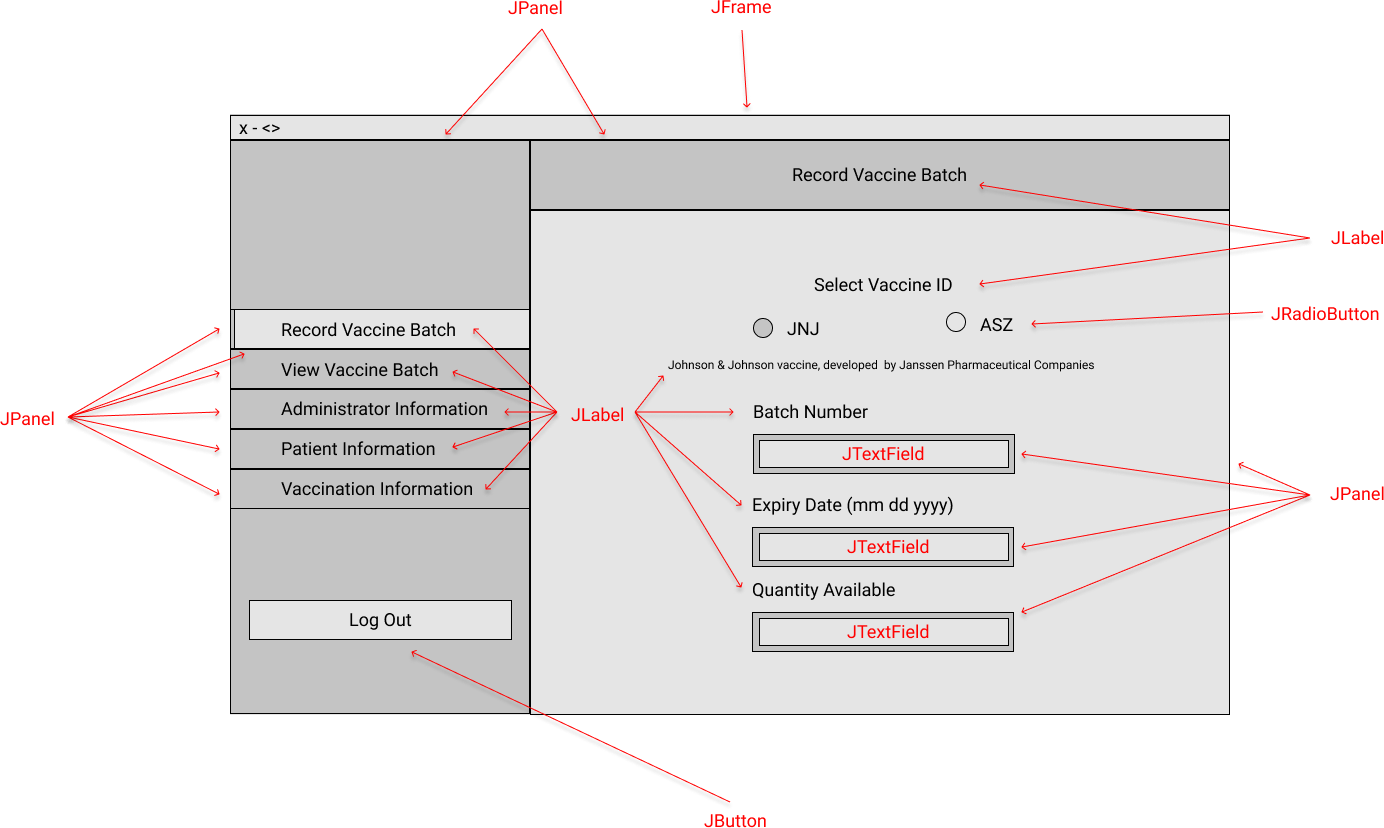 JPanel
JFrame
x - <>
Record Vaccine Batch
JLabel
Select Vaccine ID
JRadioButton
JNJ
ASZ
Johnson & Johnson vaccine, developed  by Janssen Pharmaceutical Companies
Record Vaccine Batch
View Vaccine Batch
Administrator Information
Patient Information
Vaccination Information
JPanel
JLabel
Batch Number
JTextField
Expiry Date (mm dd yyyy)
JTextField
Quantity Available
JTextField
JPanel
Log Out
JButton